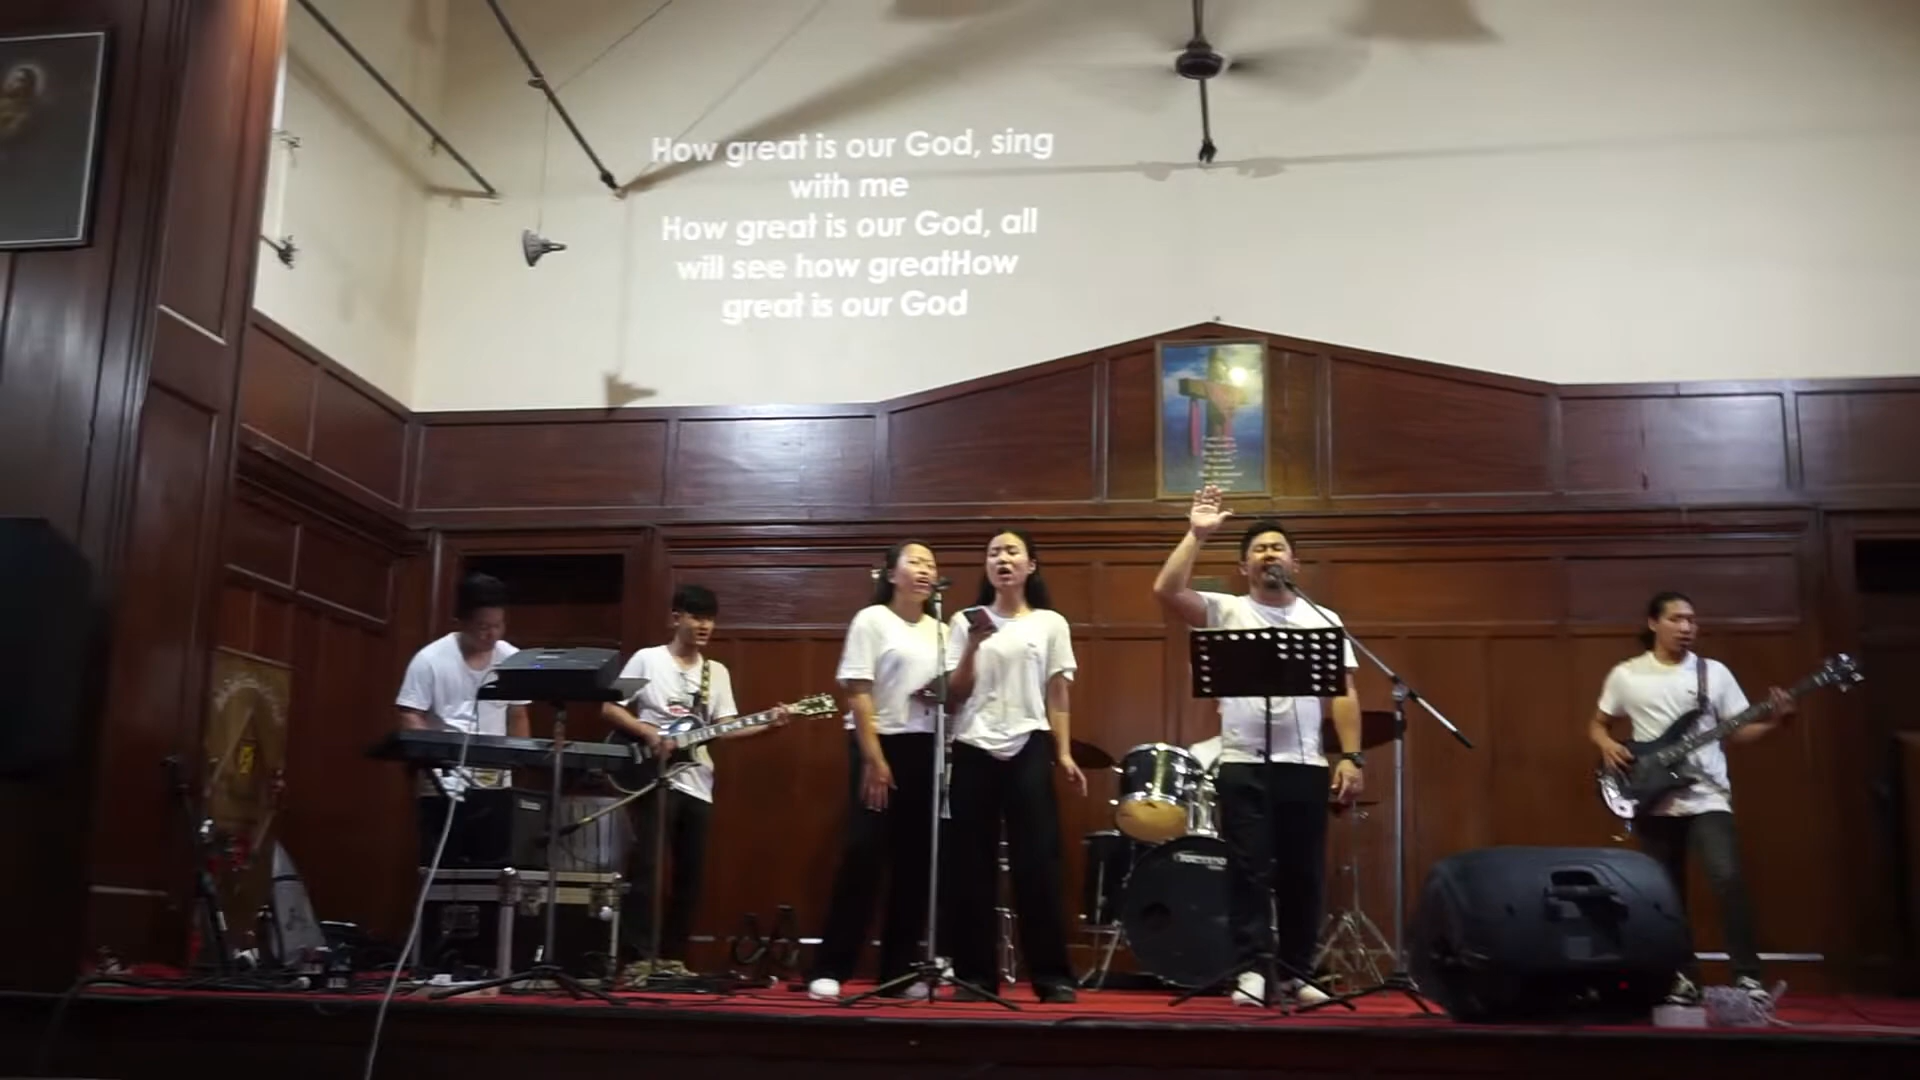 How great is our God, sing
with me
How great is our God, all
will see how greatHow
great is our God